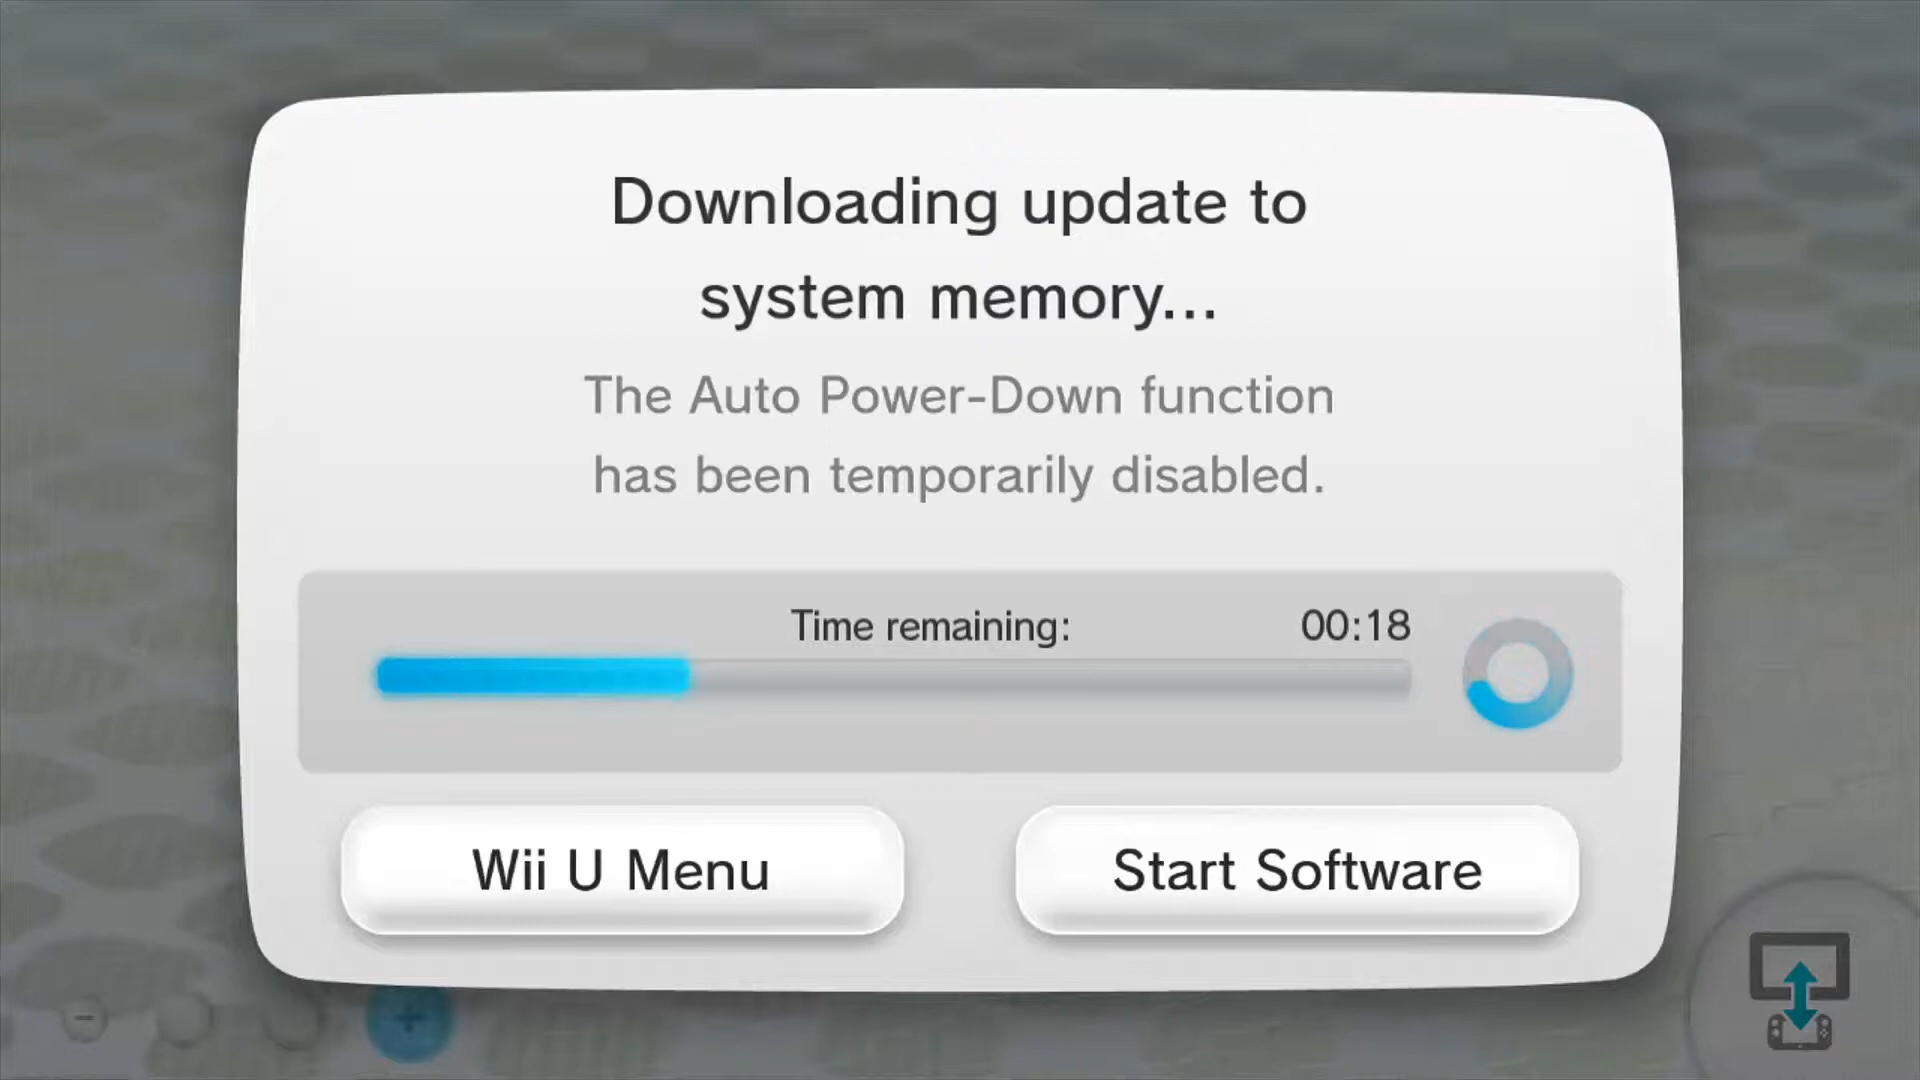 Downloading update to
system memory...
The Auto Power-Down function
has been temporarily disabled.
Time remaining: 00:18
Wii U Menu
Start Software